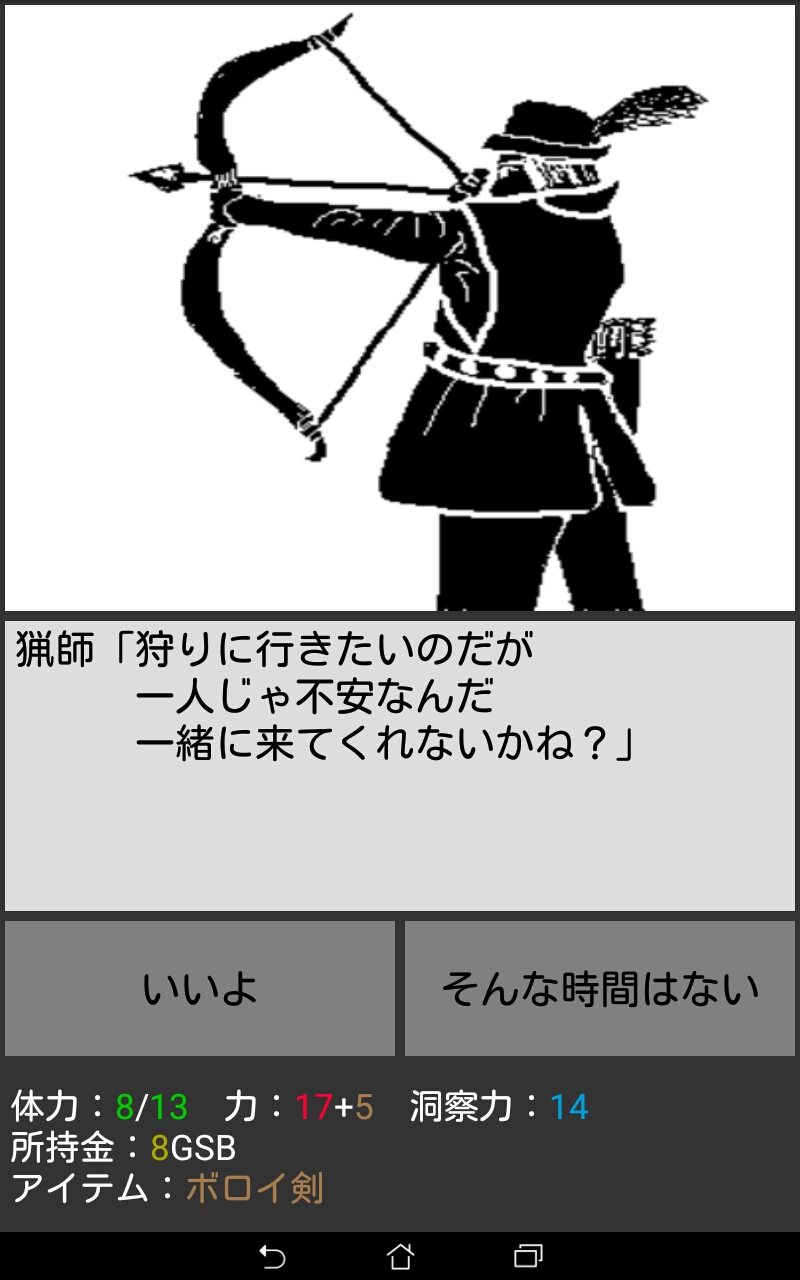 猟師「狩りに行きたいのだが
一人じゃ不安なんだ
一緒に来てくれないかね？」
いいよ
そんな時間はない
体力：8/13　力：17+5　洞察力：14
所持金：8GSB
アイテム：ボロイ剣